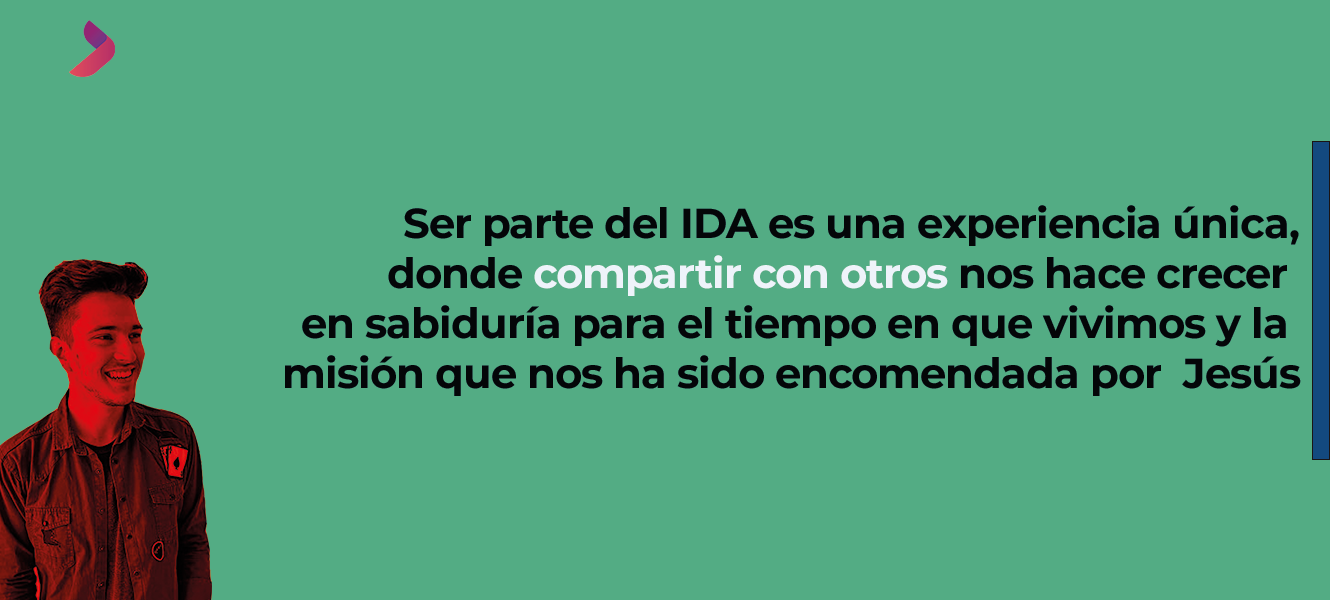 Ser parte del IDA es una experiencia única,
donde compartir con otros nos hace crecer
en sabiduría para el tiempo en que vivimos y la
misión que nos ha sido encomendada por Jesús